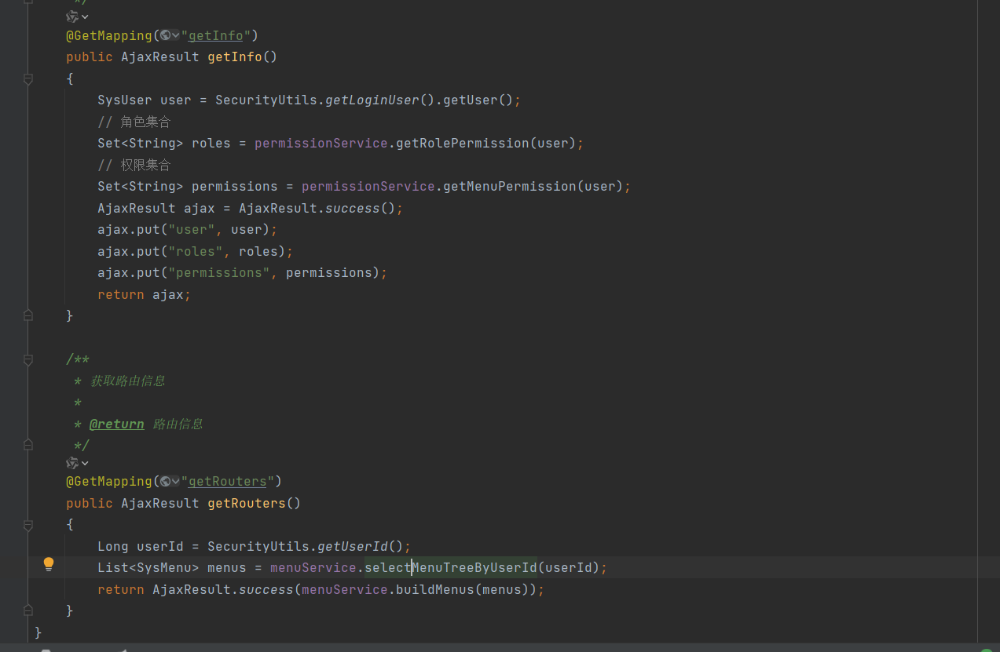 */
@GetMapping("getInfo")
public AjaxResult getInfo()
{
SysUser user = SecurityUtils.getLoginUser().getUser();
// 角色集合
Set<String> roles = permissionService.getRolePermission(user);
// 权限集合
Set<String> permissions = permissionService.getMenuPermission(user);
AjaxResult ajax = AjaxResult.success();
ajax.put("user", user);
ajax.put("roles", roles);
ajax.put("permissions", permissions);
return ajax;
}
/**
* 获取路由信息
*
* @return 路由信息
*/
@GetMapping("getRouters")
public AjaxResult getRouters()
{
Long userId = SecurityUtils.getUserId();
List<SysMenu> menus = menuService.selectMenuTreeByUserId(userId);
return AjaxResult.success(menuService.buildMenus(menus));
}
}